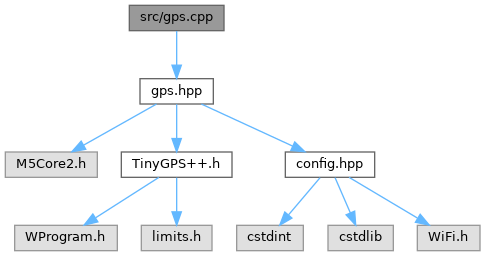 src/gps.cpp
gps.hpp
M5Core2.h
TinyGPS++.h
config.hpp
WProgram.h
limits.h
cstdint
cstdlib
WiFi.h